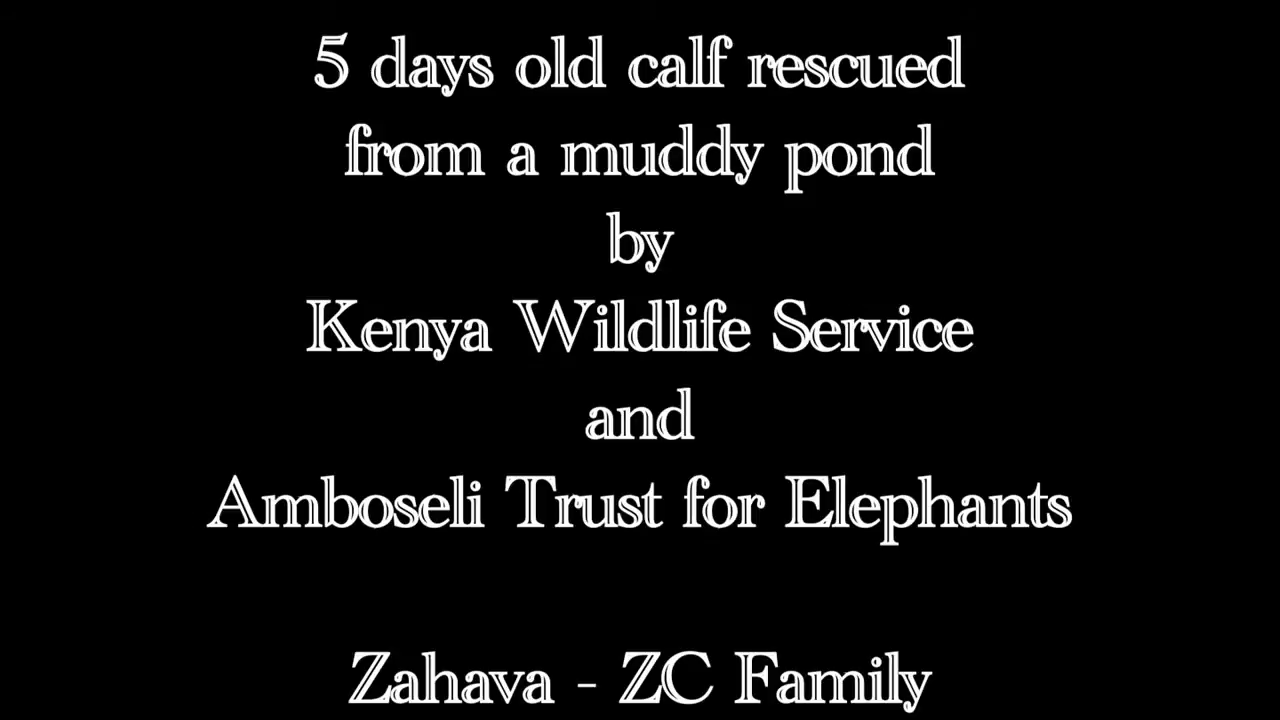 5 days old calf rescued
from a muddy pond
by
Kenya Wildlife Service
and
Amboseli Trust for Elephants
Zahava - ZC Family